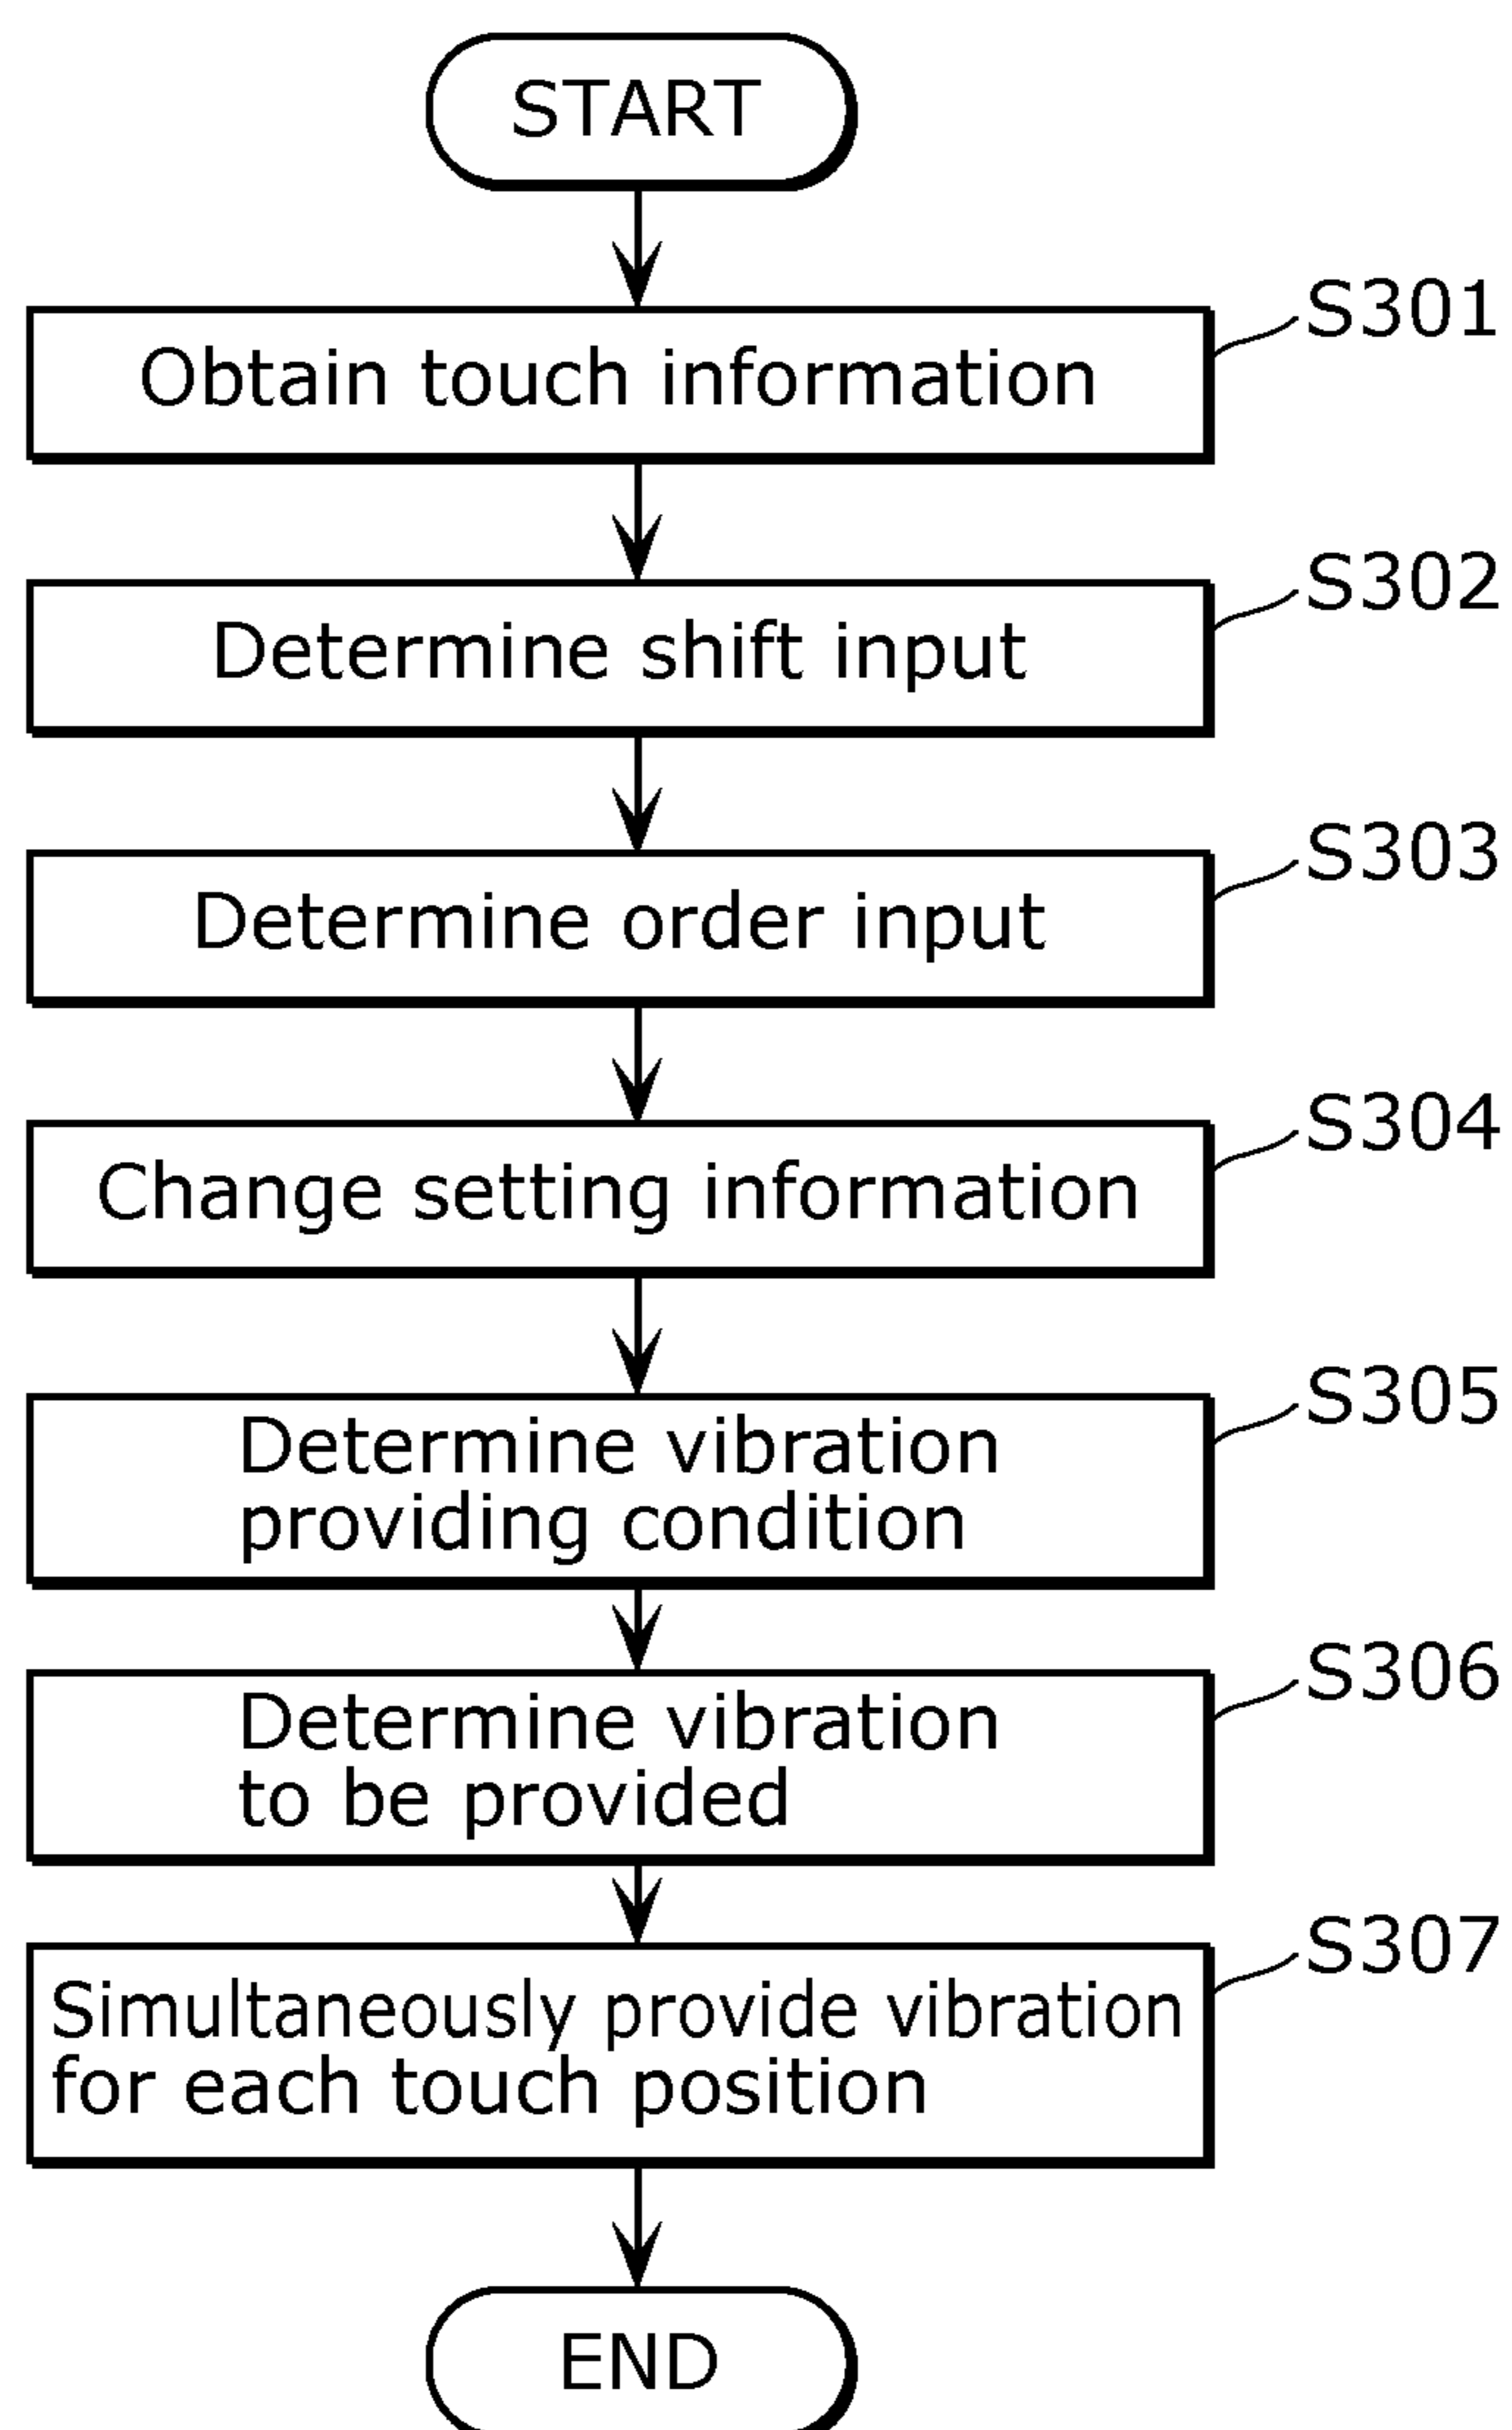 START
S301
Obtain touch information
S302
Determine shift input
S303
Determine order input
S304
Change setting information
S305
Determine vibration
providing condition
S306
Determine vibration
to be provided
S307
Simultaneously provide vibration
for each touch position
END